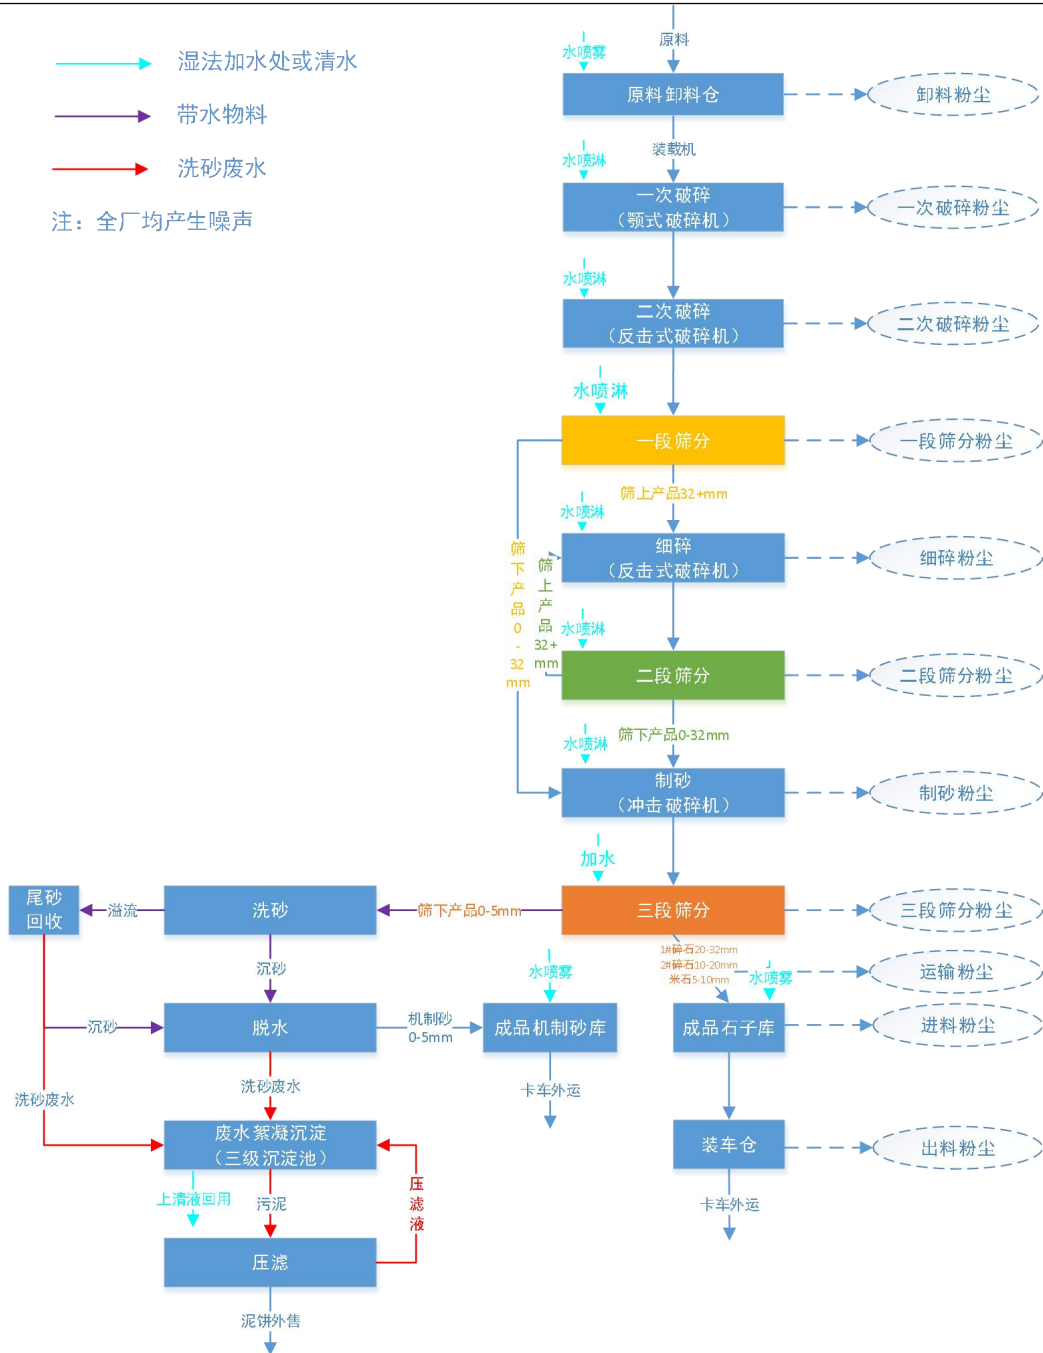 湿法加水处或清水
带水物料
洗砂废水
注：全厂均产生噪声
原料
水喷雾
原料卸料仓
卸料粉尘
装载机
水喷淋
一次破碎
（颚式破碎机）
一次破碎粉尘
水喷淋
二次破碎
（反击式破碎机）
二次破碎粉尘
水喷淋
一段筛分
一段筛分粉尘
筛上产品32+mm
水喷淋
细碎
（反击式破碎机）
细碎粉尘
筛
下
产
品
0
-
32
mm
筛
上
产
品
32+
mm
水喷淋
二段筛分
二段筛分粉尘
筛下产品0-32mm
水喷淋
制砂
（冲击破碎机）
制砂粉尘
加水
三段筛分
三段筛分粉尘
筛下产品0-5mm
洗砂
溢流
尾砂
回收
1#碎石20-32mm
2#碎石10-20mm
米石5-10mm
运输粉尘
水喷雾
水喷雾
沉砂
沉砂
脱水
机制砂
0-5mm
成品机制砂库
成品石子库
进料粉尘
洗砂废水
洗砂废水
卡车外运
废水絮凝沉淀
（三级沉淀池）
装车仓
出料粉尘
上清液回用
污泥
压
滤
液
卡车外运
压滤
泥饼外售